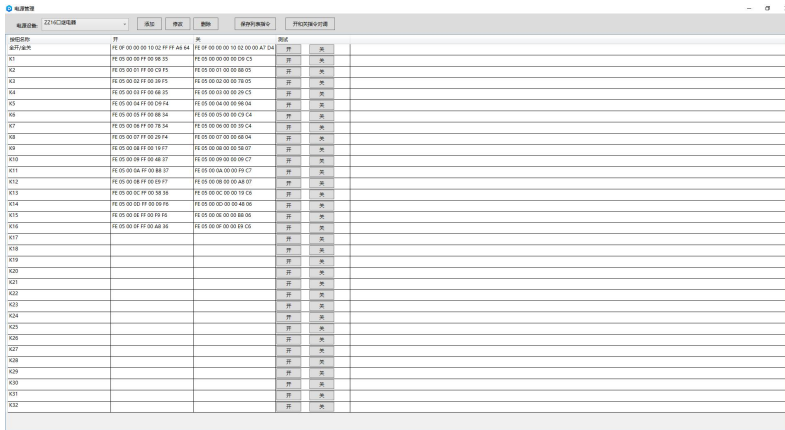 电源管理
电源设备: ZZ16口继电器 添加 修改 删除 保存列表指令 开和关指令对调
按钮名称 开 关 测试
全开/全关 FE 0F 00 00 00 10 02 FF FF A6 64 FE 0F 00 00 00 10 02 00 00 A7 D4 开 关
K1 FE 05 00 00 FF 00 98 35 FE 05 00 00 00 00 D9 C5 开 关
K2 FE 05 00 01 FF 00 C9 F5 FE 05 00 01 00 00 88 05 开 关
K3 FE 05 00 02 FF 00 39 F5 FE 05 00 02 00 00 78 05 开 关
K4 FE 05 00 03 FF 00 68 35 FE 05 00 03 00 00 29 C5 开 关
K5 FE 05 00 04 FF 00 D9 F4 FE 05 00 04 00 00 98 04 开 关
K6 FE 05 00 05 FF 00 88 34 FE 05 00 05 00 00 C9 C4 开 关
K7 FE 05 00 06 FF 00 78 34 FE 05 00 06 00 00 39 C4 开 关
K8 FE 05 00 07 FF 00 29 F4 FE 05 00 07 00 00 68 04 开 关
K9 FE 05 00 08 FF 00 19 F7 FE 05 00 08 00 00 58 07 开 关
K10 FE 05 00 09 FF 00 48 37 FE 05 00 09 00 00 09 C7 开 关
K11 FE 05 00 0A FF 00 B8 37 FE 05 00 0A 00 00 F9 C7 开 关
K12 FE 05 00 0B FF 00 E9 F7 FE 05 00 0B 00 00 A8 07 开 关
K13 FE 05 00 0C FF 00 58 36 FE 05 00 0C 00 00 19 C6 开 关
K14 FE 05 00 0D FF 00 09 F6 FE 05 00 0D 00 00 48 06 开 关
K15 FE 05 00 0E FF 00 F9 F6 FE 05 00 0E 00 00 B8 06 开 关
K16 FE 05 00 0F FF 00 A8 36 FE 05 00 0F 00 00 E9 C6 开 关
K17 开 关
K18 开 关
K19 开 关
K20 开 关
K21 开 关
K22 开 关
K23 开 关
K24 开 关
K25 开 关
K26 开 关
K27 开 关
K28 开 关
K29 开 关
K30 开 关
K31 开 关
K32 开 关